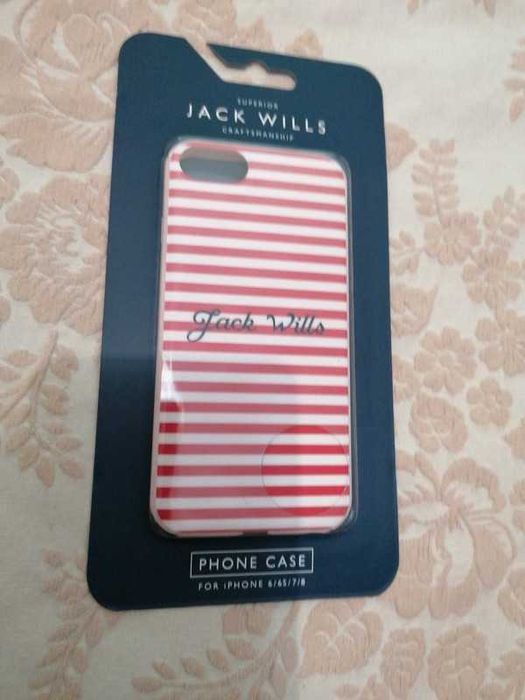 SUPERIOR
JACK WILLS
CRAFTSMANSHIP
Jack Wills
PHONE CASE
FOR iPHONE 6/6S/7/8